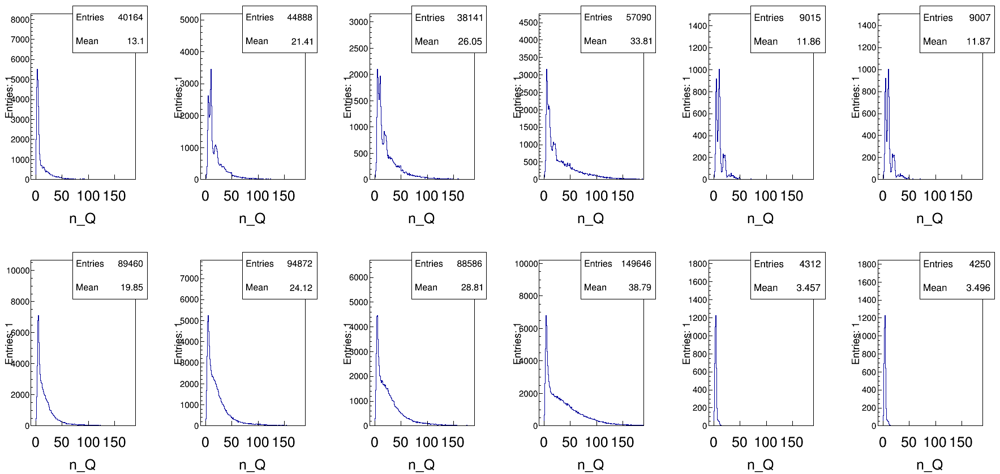 Entries 40164
Mean 13.1
8000
7000
6000
5000
4000
3000
2000
1000
0
Entries: 1
0 50 100 150
n_Q
Entries 44888
Mean 21.41
5000
4000
3000
2000
1000
0
Entries: 1
0 50 100 150
n_Q
Entries 38141
Mean 26.05
3000
2500
2000
1500
1000
500
0
Entries: 1
0 50 100 150
n_Q
Entries 57090
Mean 33.81
4500
4000
3500
3000
2500
2000
1500
1000
500
0
Entries: 1
0 50 100 150
n_Q
Entries 9015
Mean 11.86
1400
1200
1000
800
600
400
200
0
Entries: 1
0 50 100 150
n_Q
Entries 9007
Mean 11.87
1400
1200
1000
800
600
400
200
0
Entries: 1
0 50 100 150
n_Q
Entries 89460
Mean 19.85
10000
8000
6000
4000
2000
0
Entries: 1
0 50 100 150
n_Q
Entries 94872
Mean 24.12
7000
6000
5000
4000
3000
2000
1000
0
Entries: 1
0 50 100 150
n_Q
Entries 88586
Mean 28.81
6000
5000
4000
3000
2000
1000
0
Entries: 1
0 50 100 150
n_Q
Entries 149646
Mean 38.79
10000
8000
6000
4000
2000
0
Entries: 1
0 50 100 150
n_Q
Entries 4312
Mean 3.457
1800
1600
1400
1200
1000
800
600
400
200
0
Entries: 1
0 50 100 150
n_Q
Entries 4250
Mean 3.496
1800
1600
1400
1200
1000
800
600
400
200
0
Entries: 1
0 50 100 150
n_Q